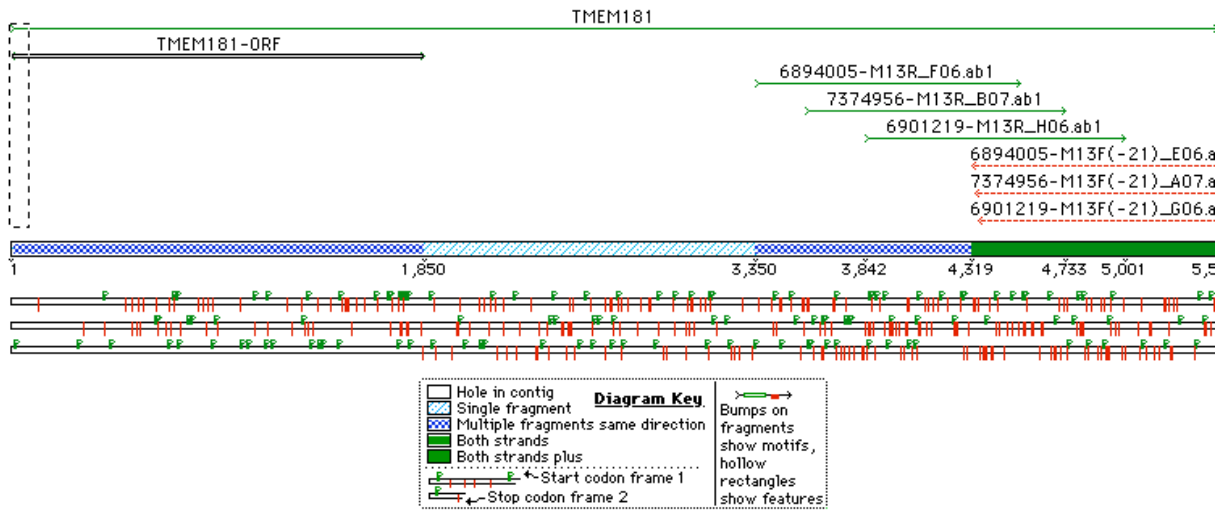 TMEM181
TMEM181-ORF
6894005-M13R_F06.ab1
7374956-M13R_B07.ab1
6901219-M13R_H06.ab1
6894005-M13F(-21)_E06.a
7374956-M13F(-21)_A07.a
6901219-M13F(-21)_G06.a
1 1,850 3,350 3,842 4,319 4,733 5,001 5,5
Diagram Key
Hole in contig
Single fragment
Multiple fragments same direction
Both strands
Both strands plus
Start codon frame 1
Stop codon frame 2
Bumps on
fragments
show motifs,
hollow
rectangles
show features